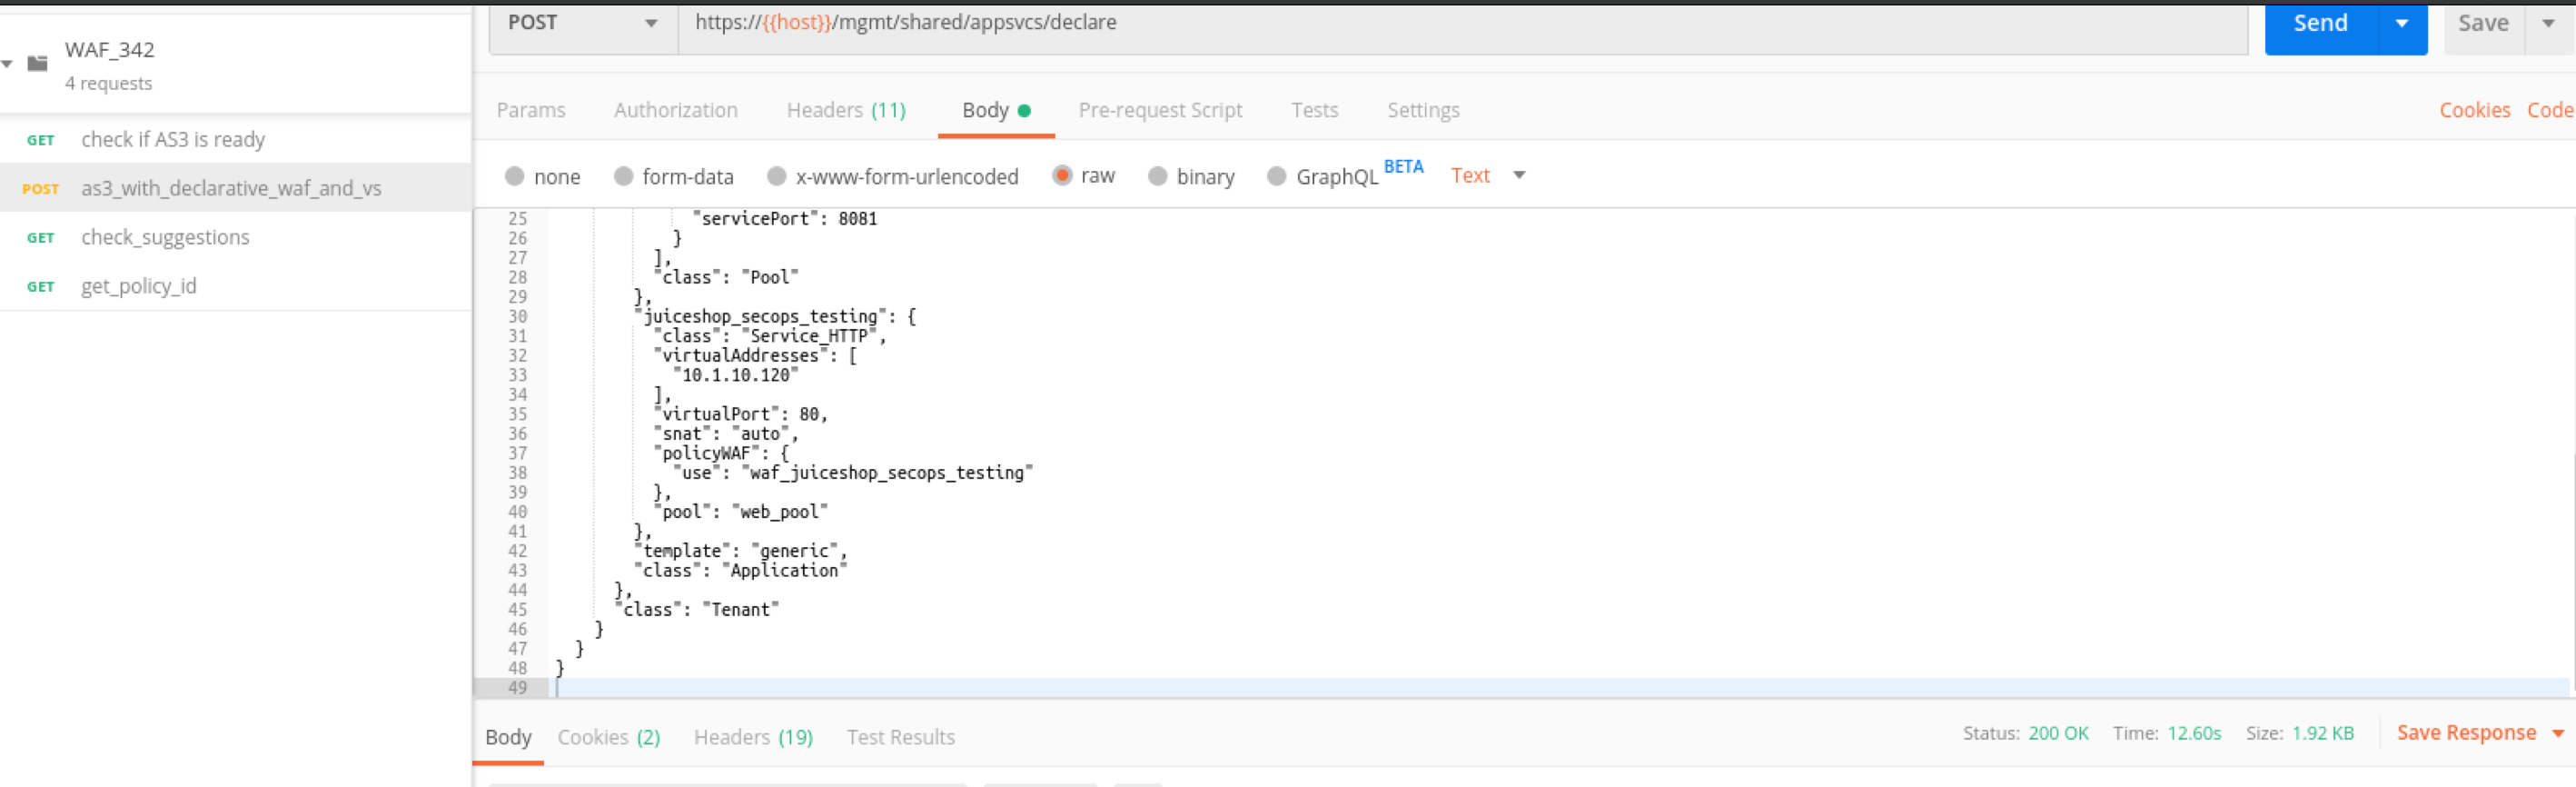 POST
https://{{host}}/mgmt/shared/appsvcs/declare
Send
Save
WAF_342
4 requests
GET check if AS3 is ready
POST as3_with_declarative_waf_and_vs
GET check_suggestions
GET get_policy_id
Params Authorization Headers (11) Body Pre-request Script Tests Settings Cookies Code
none form-data x-www-form-urlencoded raw binary GraphQL BETA Text
25 "servicePort": 8081
26 }
27 ],
28 "class": "Pool"
29 },
30 "juiceshop_secops_testing": {
31 "class": "Service_HTTP",
32 "virtualAddresses": [
33 "10.1.10.120"
34 ],
35 "virtualPort": 80,
36 "snat": "auto",
37 "policyWAF": {
38 "use": "waf_juiceshop_secops_testing"
39 },
40 "pool": "web_pool"
41 },
42 "template": "generic",
43 "class": "Application"
44 },
45 "class": "Tenant"
46 }
47 }
48 }
49
Body Cookies (2) Headers (19) Test Results Status: 200 OK Time: 12.60s Size: 1.92 KB Save Response